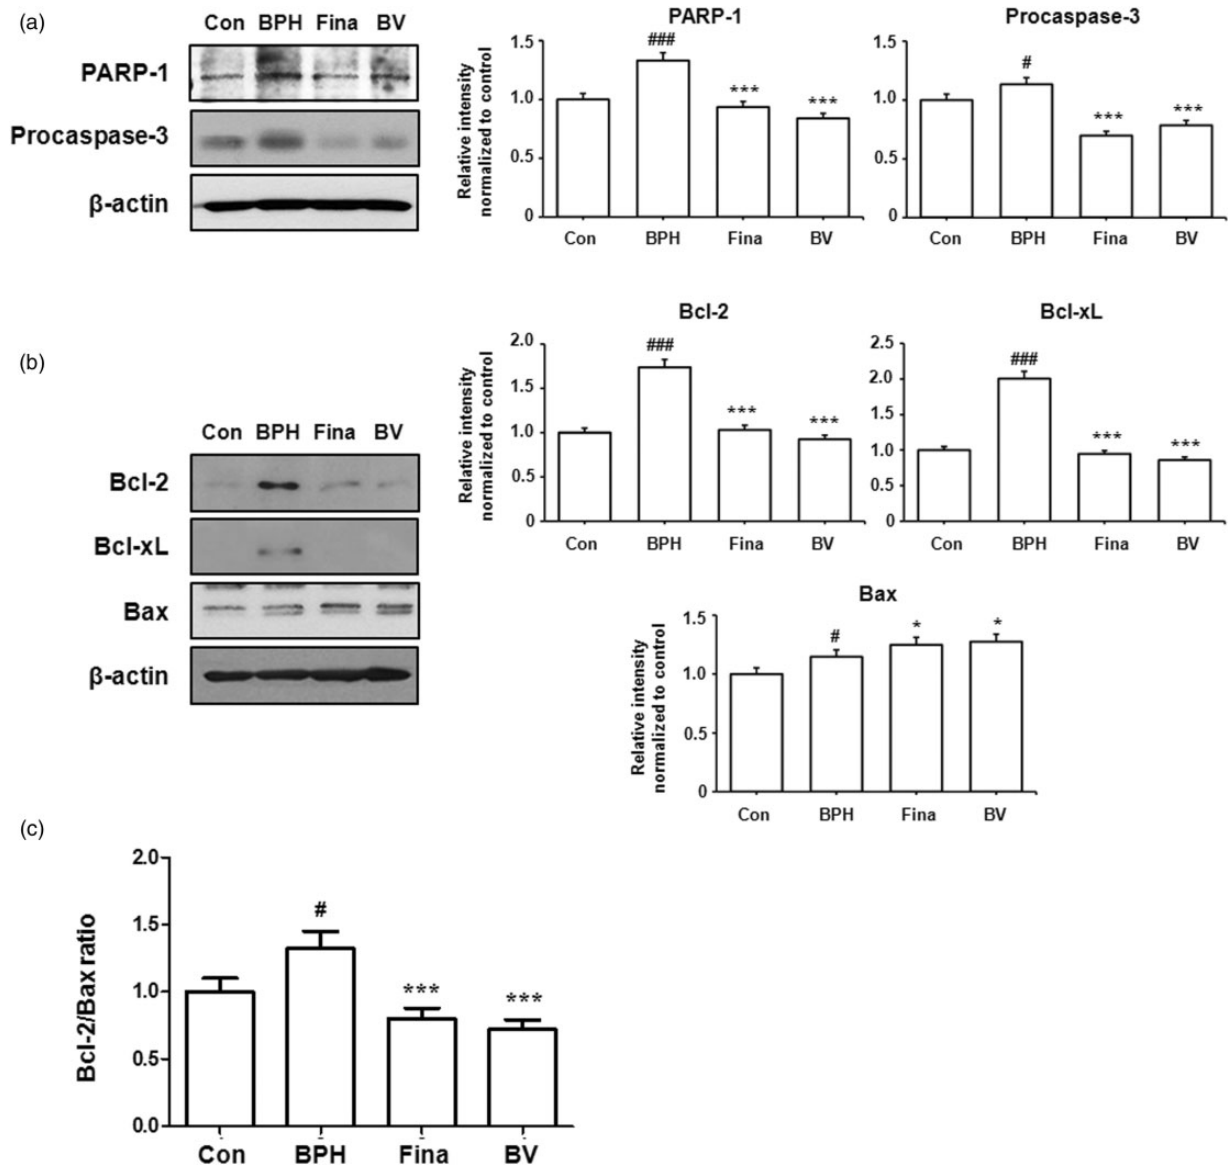 (a)
Con BPH Fina BV
PARP-1
Procaspase-3
β-actin
PARP-1
Relative intensity
normalized to control
1.5
1.0
0.5
0
###
***
***
Con BPH Fina BV
Procaspase-3
1.5
1.0
0.5
0
#
***
***
Con BPH Fina BV
(b)
Con BPH Fina BV
Bcl-2
Bcl-xL
Bax
β-actin
Bcl-2
Relative intensity
normalized to control
2.0
1.5
1.0
0.5
0
###
***
***
Con BPH Fina BV
Bcl-xL
2.5
2.0
1.5
1.0
0.5
0
###
***
***
Con BPH Fina BV
Bax
Relative intensity
normalized to control
1.5
1.0
0.5
0
#
*
*
Con BPH Fina BV
(c)
Bcl-2/Bax ratio
2.0
1.5
1.0
0.5
0.0
#
***
***
Con BPH Fina BV